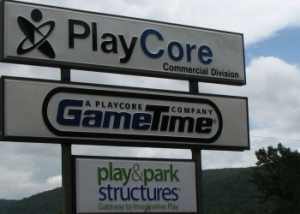 PlayCore
Commercial Division
A PLAYCORE COMPANY
GameTime
play&park
structures
Gateway to Imaginative Play